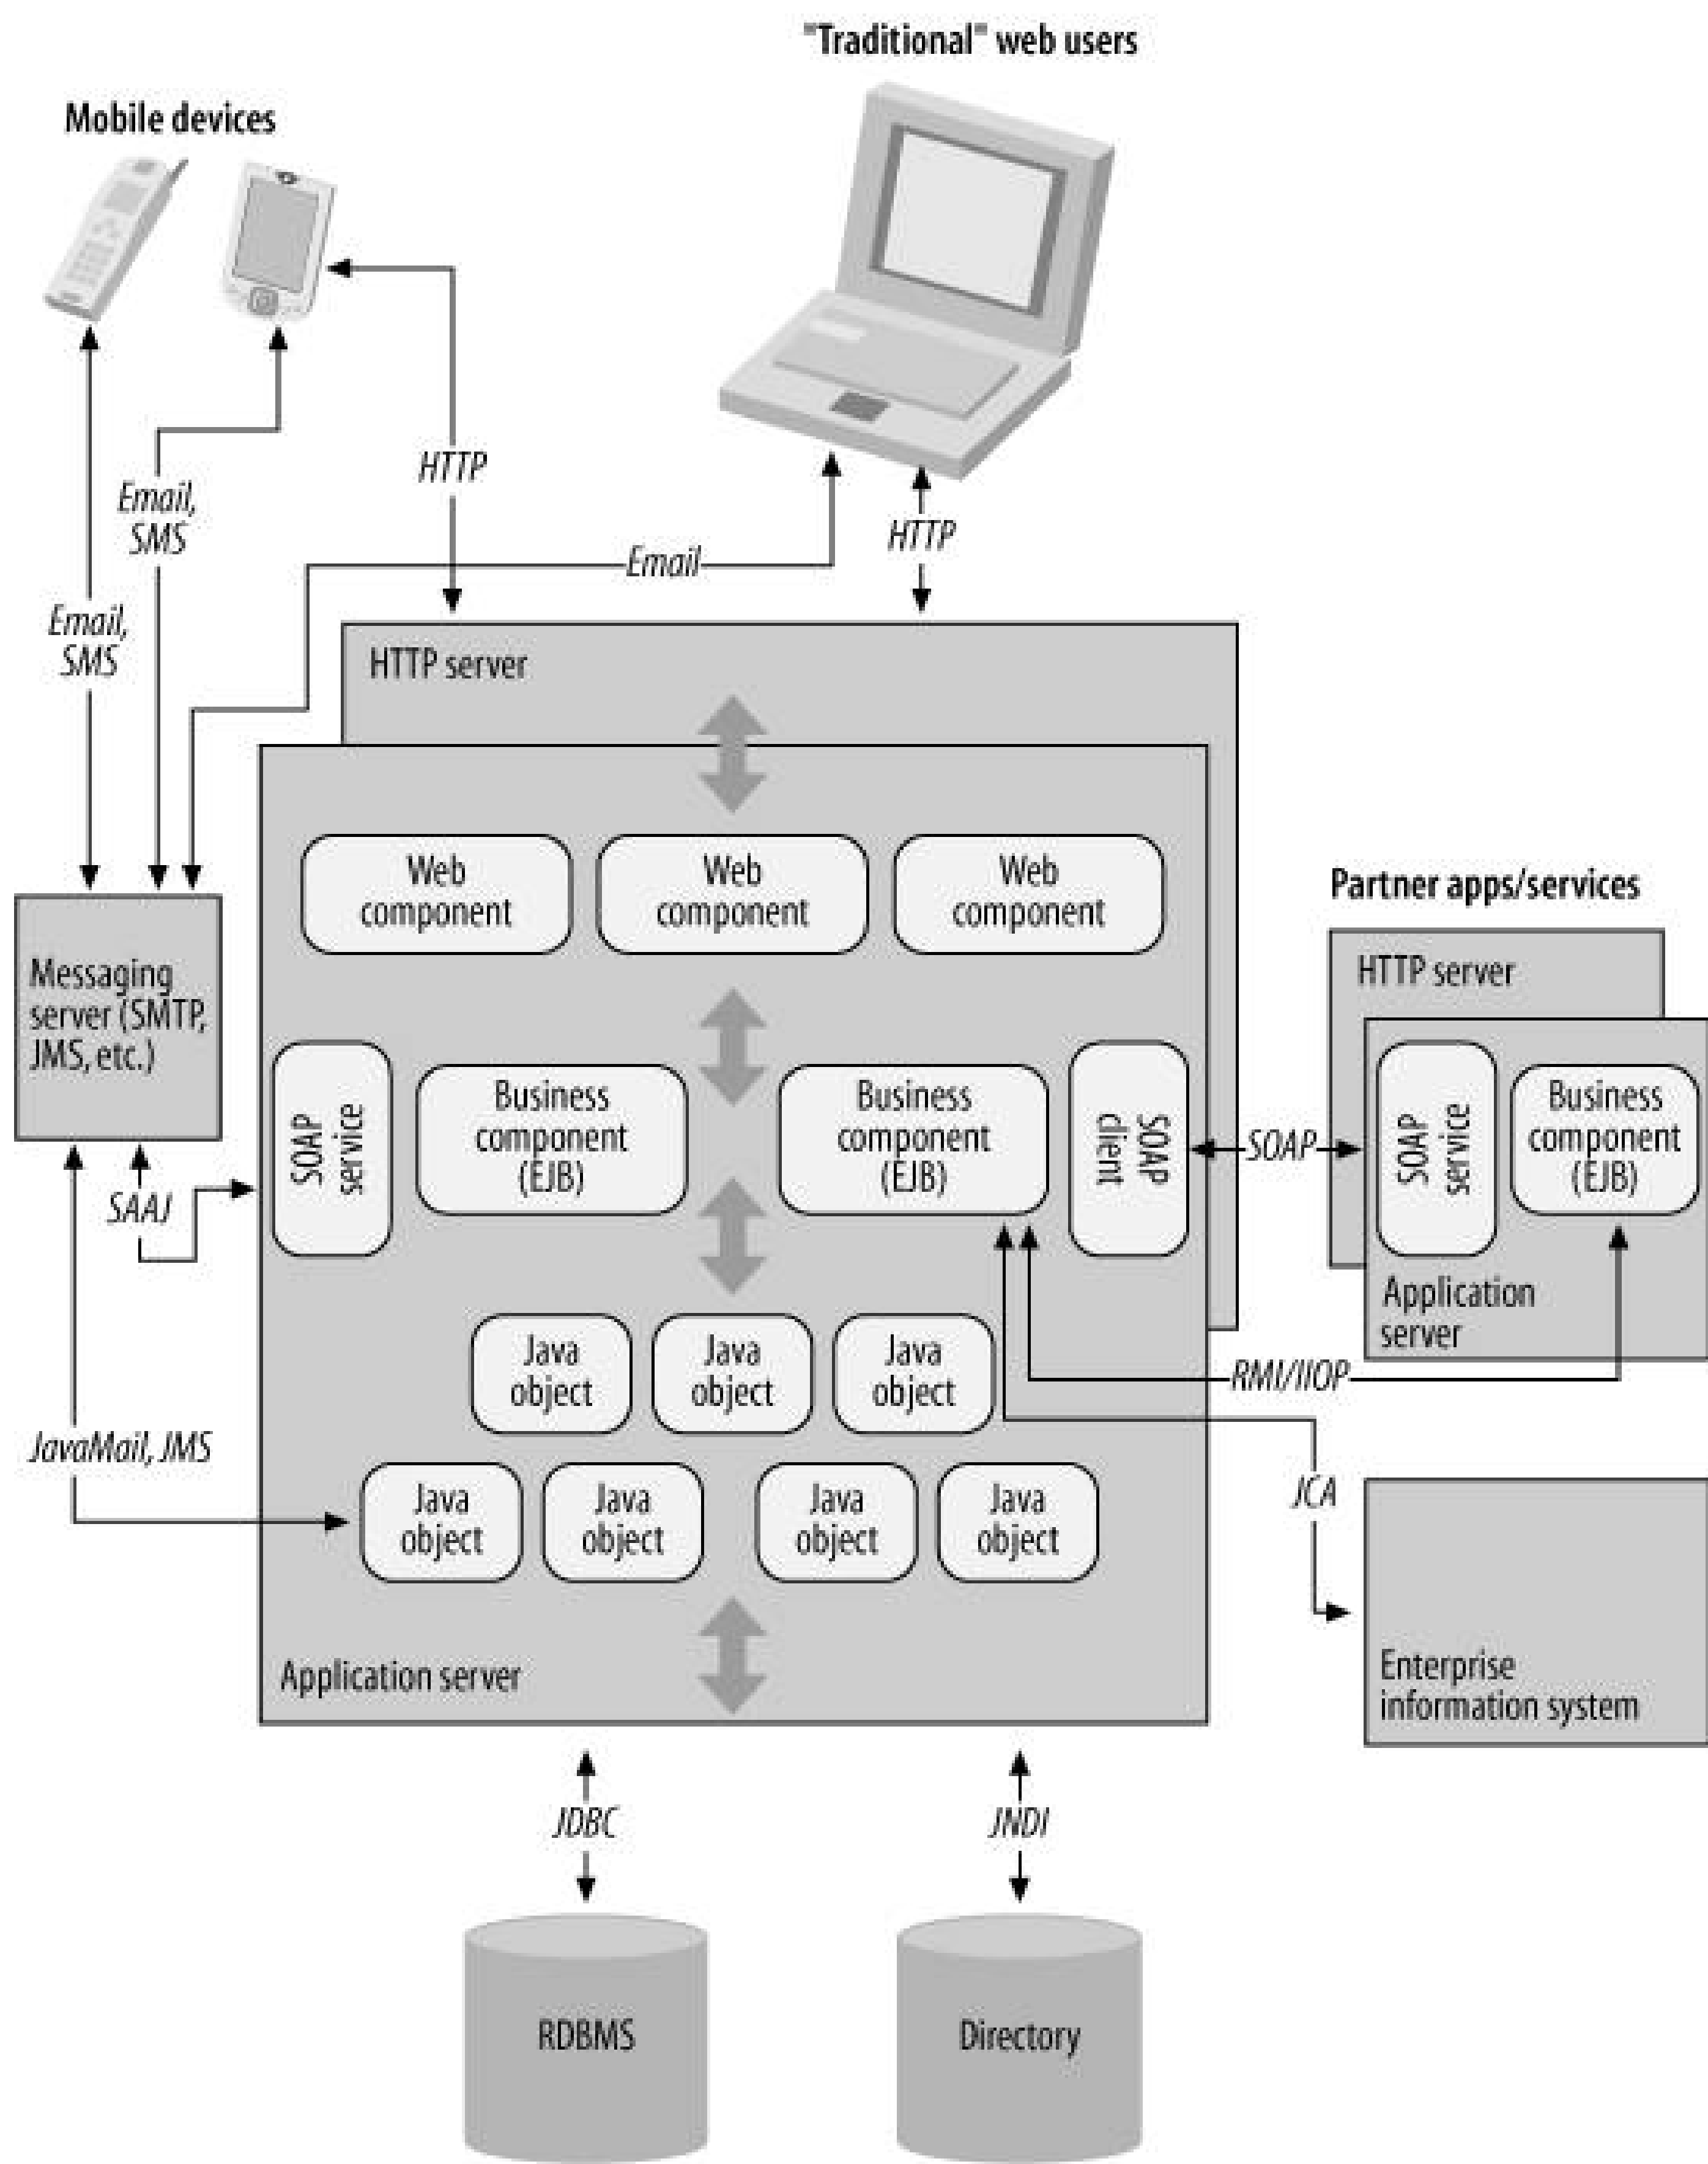 "Traditional" web users
Mobile devices
HTTP
Email,
SMS
Email
HTTP
Email,
SMS
HTTP server
Web
component
Web
component
Web
component
Partner apps/services
HTTP server
Messaging
server (SMTP,
JMS, etc.)
SOAP
service
Business
component
(EJB)
Business
component
(EJB)
SOAP
client
SOAP
SOAP
service
Business
component
(EJB)
SAAJ
Application
server
Java
object
Java
object
Java
object
RMI/IIOP
JavaMail, JMS
Java
object
Java
object
Java
object
Java
object
JCA
Application server
Enterprise
information system
JDBC
JNDI
RDBMS
Directory